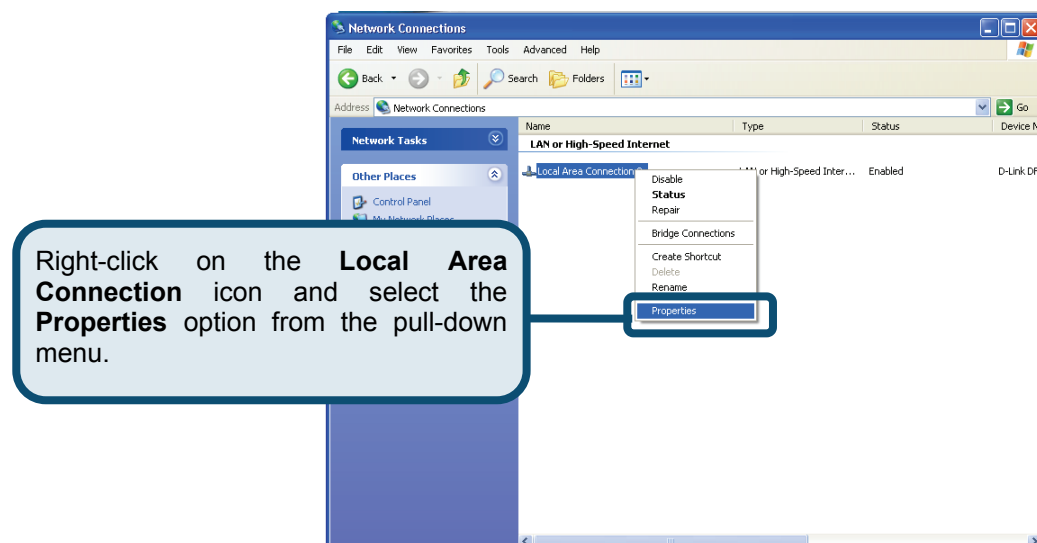 Network Connections
File Edit View Favorites Tools Advanced Help
Back Search Folders
Address Network Connections Go
Name Type Status Device N
Network Tasks
LAN or High-Speed Internet
Other Places
Local Area Connection or High-Speed Inter... Enabled D-Link DF
Control Panel
My Network Places
Disable
Status
Repair
Bridge Connections
Create Shortcut
Delete
Rename
Properties
Right-click on the Local Area
Connection icon and select the
Properties option from the pull-down
menu.